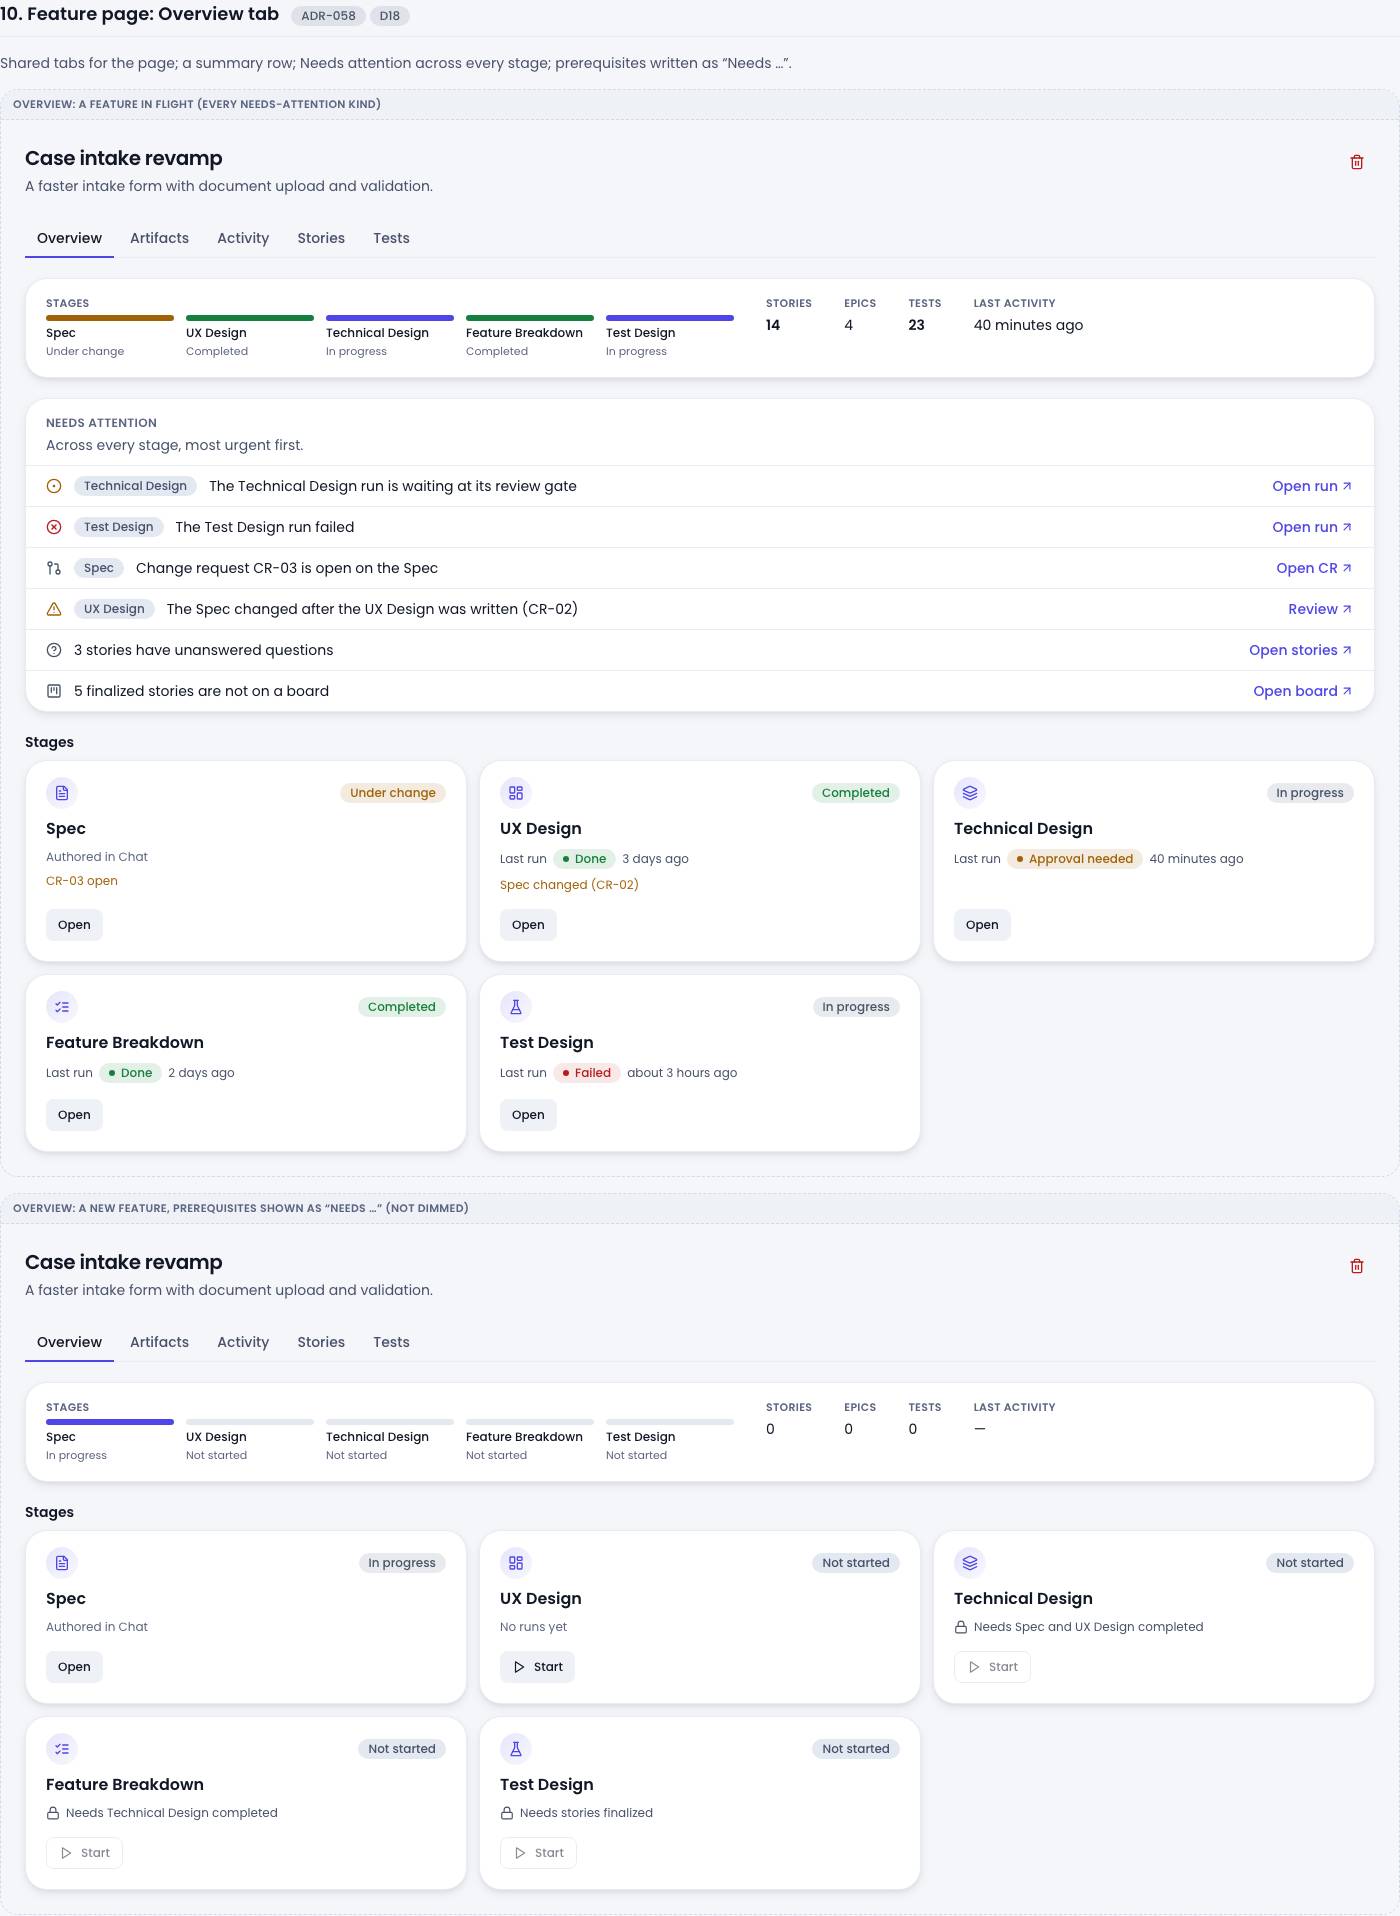 10. Feature page: Overview tab ADR-058 D18
Shared tabs for the page; a summary row; Needs attention across every stage; prerequisites written as “Needs …”.
OVERVIEW: A FEATURE IN FLIGHT (EVERY NEEDS-ATTENTION KIND)
Case intake revamp
A faster intake form with document upload and validation.
Overview Artifacts Activity Stories Tests
STAGES STORIES EPICS TESTS LAST ACTIVITY
14 4 23 40 minutes ago
Spec UX Design Technical Design Feature Breakdown Test Design
Under change Completed In progress Completed In progress
NEEDS ATTENTION
Across every stage, most urgent first.
Technical Design The Technical Design run is waiting at its review gate Open run
Test Design The Test Design run failed Open run
Spec Change request CR-03 is open on the Spec Open CR
UX Design The Spec changed after the UX Design was written (CR-02) Review
3 stories have unanswered questions Open stories
5 finalized stories are not on a board Open board
Stages
Under change Completed In progress
Spec UX Design Technical Design
Authored in Chat Last run Done 3 days ago Last run Approval needed 40 minutes ago
CR-03 open Spec changed (CR-02)
Open Open Open
Completed In progress
Feature Breakdown Test Design
Last run Done 2 days ago Last run Failed about 3 hours ago
Open Open
OVERVIEW: A NEW FEATURE, PREREQUISITES SHOWN AS “NEEDS …” (NOT DIMMED)
Case intake revamp
A faster intake form with document upload and validation.
Overview Artifacts Activity Stories Tests
STAGES STORIES EPICS TESTS LAST ACTIVITY
0 0 0 —
Spec UX Design Technical Design Feature Breakdown Test Design
In progress Not started Not started Not started Not started
Stages
In progress Not started Not started
Spec UX Design Technical Design
Authored in Chat No runs yet Needs Spec and UX Design completed
Open Start Start
Not started Not started
Feature Breakdown Test Design
Needs Technical Design completed Needs stories finalized
Start Start